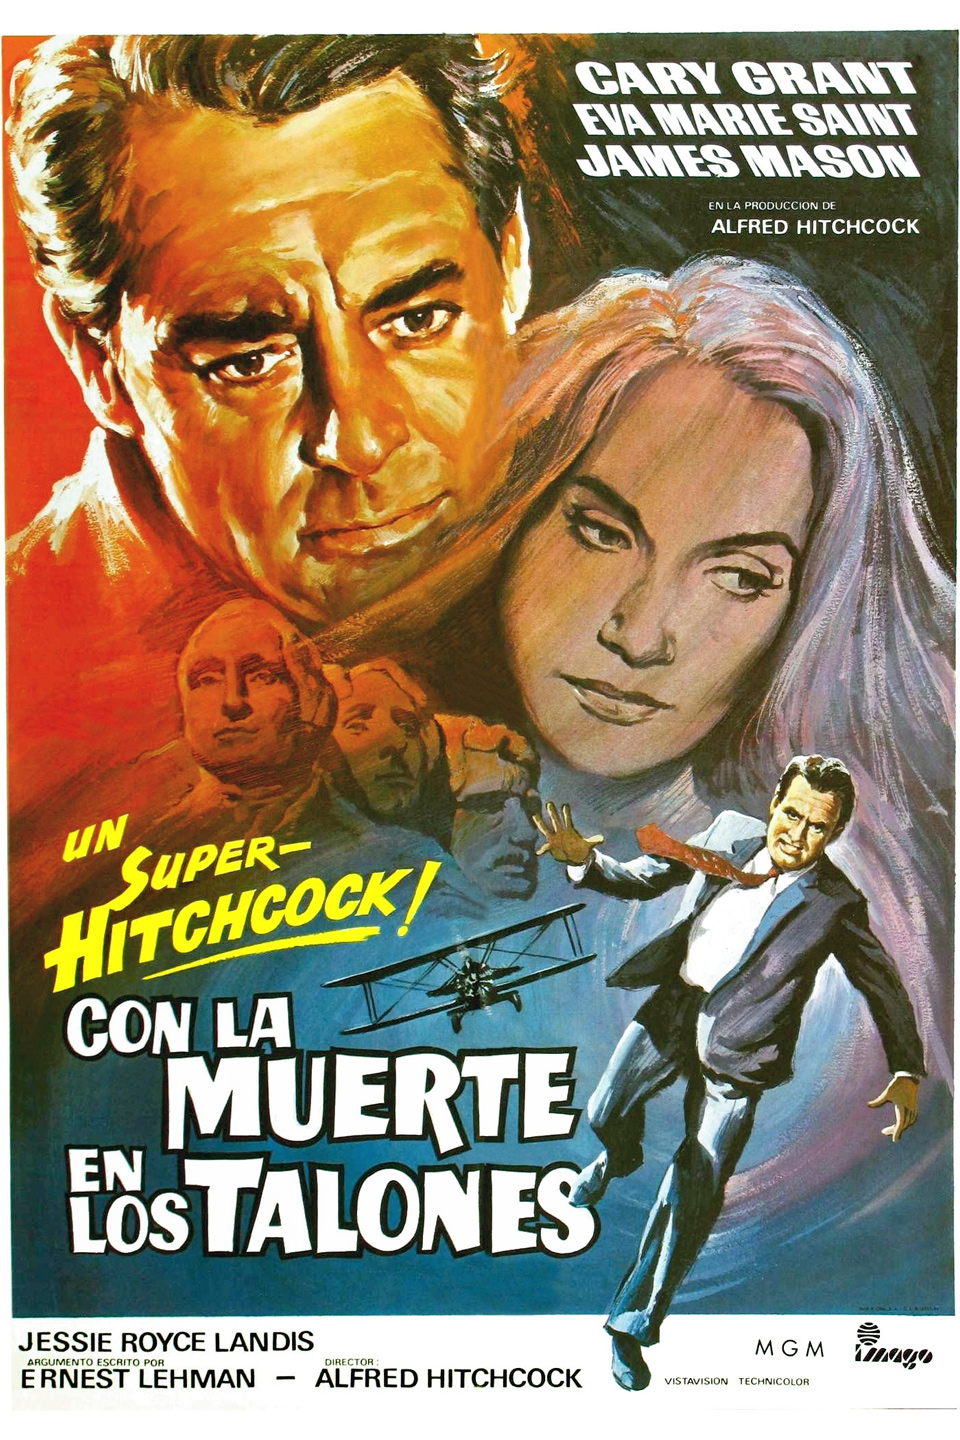 CARY GRANT
EVA MARIE SAINT
JAMES MASON
EN LA PRODUCCION DE
ALFRED HITCHCOCK
UN
SUPER-
HITCHCOCK!
CON LA
MUERTE
EN
LOS TALONES
JESSIE ROYCE LANDIS
ARGUMENTO ESCRITO POR
ERNEST LEHMAN –
DIRECTOR:
ALFRED HITCHCOCK
MGM
imago
VISTAVISION TECHNICOLOR